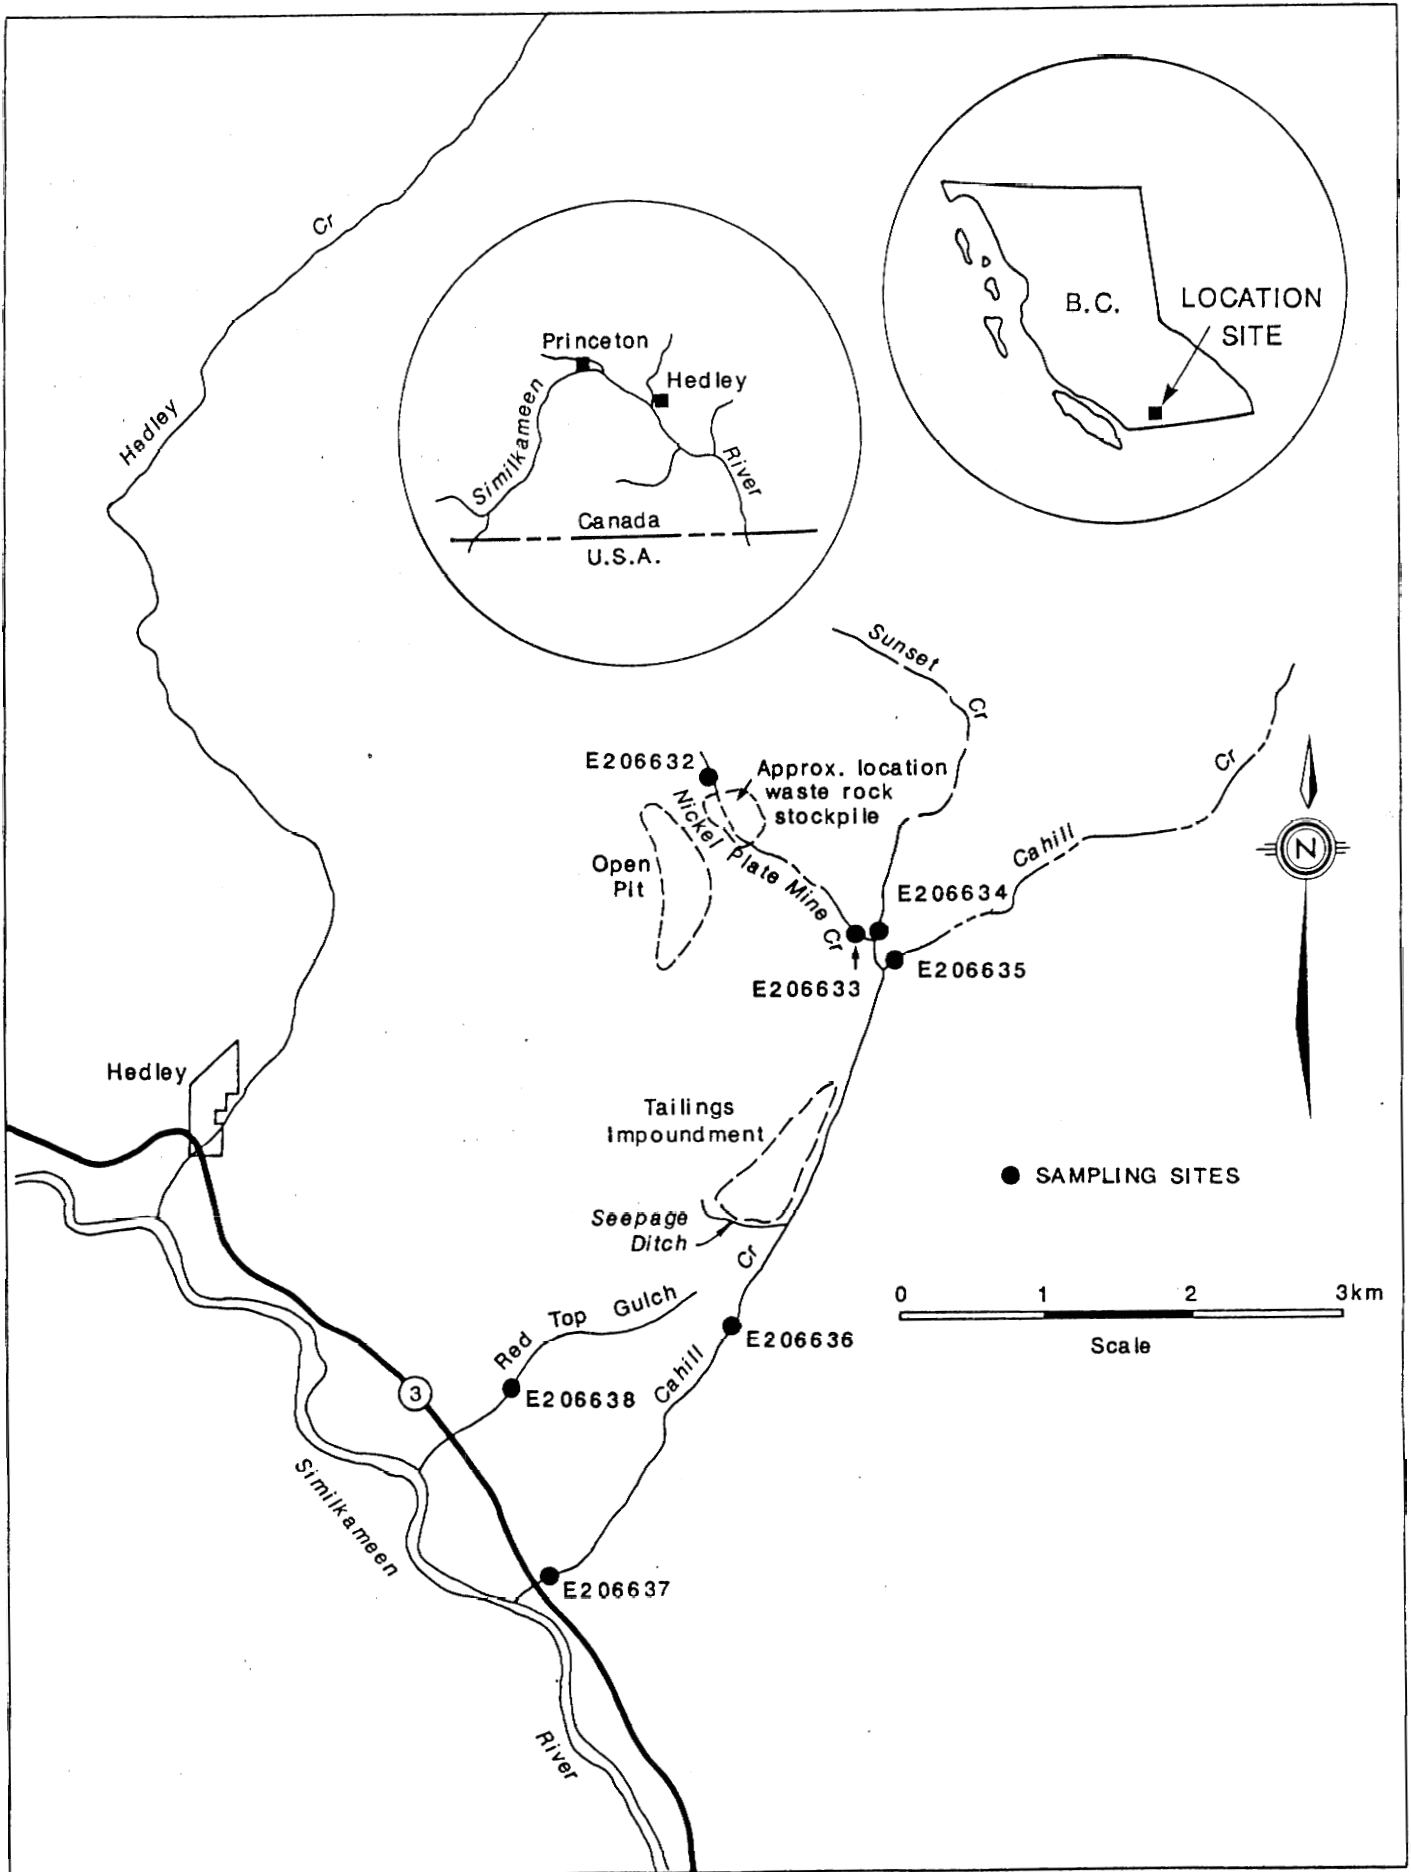 Cr
Hedley
Princeton
Hedley
Similkameen
River
Canada
U.S.A.
B.C.
LOCATION
SITE
Sunset
Cr
E206632
Approx. location
waste rock
stockpile
Nickel Plate Mine Cr
Open
Pit
Cahill
Cr
E206634
E206635
E206633
N
Hedley
Tailings
Impoundment
Seepage
Ditch
Cr
SAMPLING SITES
0 1 2 3km
Scale
Red Top Gulch
E206636
Cahill
3
E206638
Similkameen
E206637
River